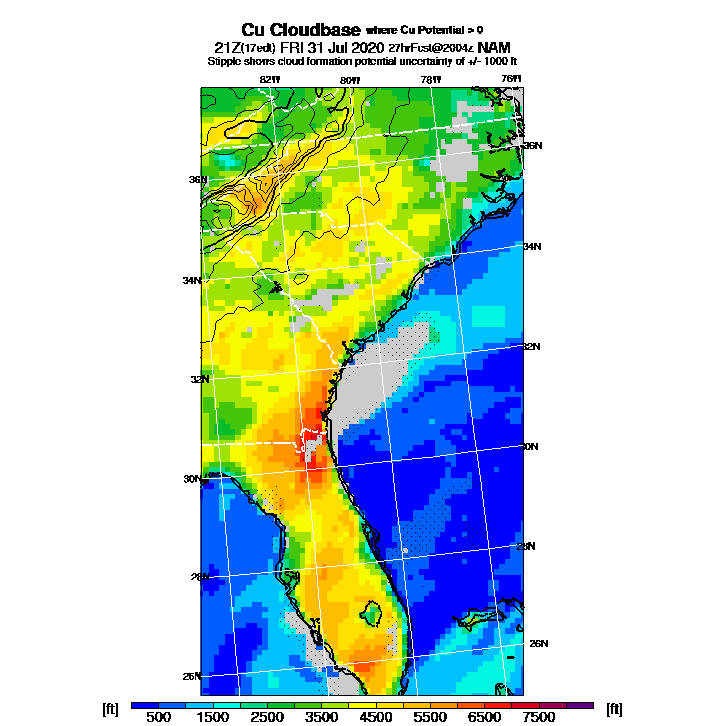 Cu Cloudbase where Cu Potential > 0
21Z(17edt) FRI 31 Jul 2020 27hrFcst@2604z NAM
Stipple shows cloud formation potential uncertainty of +/- 1000 ft
82W 80W 78W 76W
36N
36N
34N
34N
32N
32N
30N
30N
28N
28N
26N
26N
[ft] 500 1500 2500 3500 4500 5500 6500 7500 [ft]